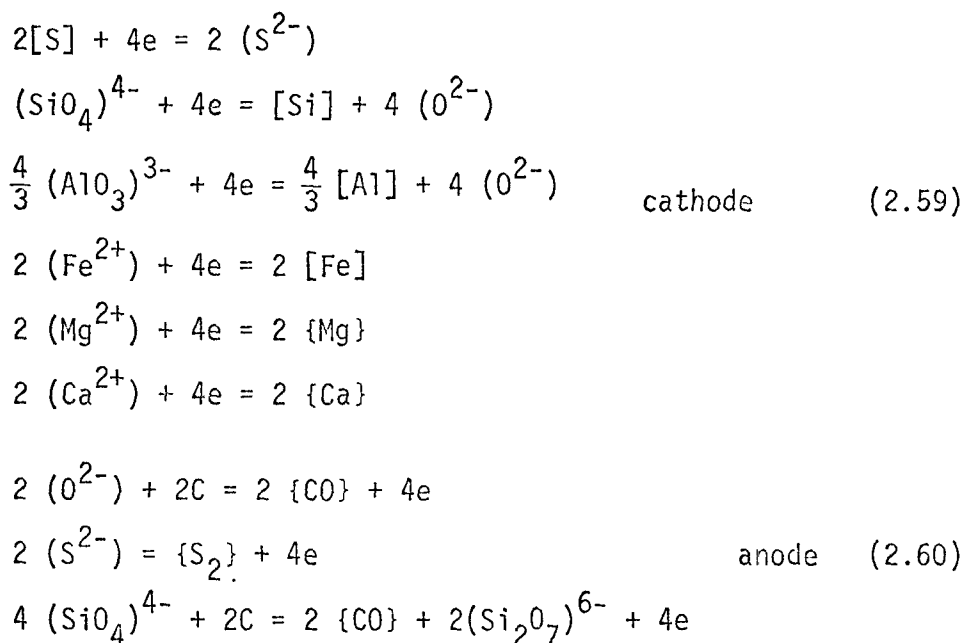 2[S] + 4e = 2 (S²⁻)
(SiO₄)⁴⁻ + 4e = [Si] + 4 (O²⁻)
4/3 (AlO₃)³⁻ + 4e = 4/3 [Al] + 4 (O²⁻) cathode (2.59)
2 (Fe²⁺) + 4e = 2 [Fe]
2 (Mg²⁺) + 4e = 2 {Mg}
2 (Ca²⁺) + 4e = 2 {Ca}
2 (O²⁻) + 2C = 2 {CO} + 4e
2 (S²⁻) = {S₂} + 4e anode (2.60)
4 (SiO₄)⁴⁻ + 2C = 2 {CO} + 2(Si₂O₇)⁶⁻ + 4e